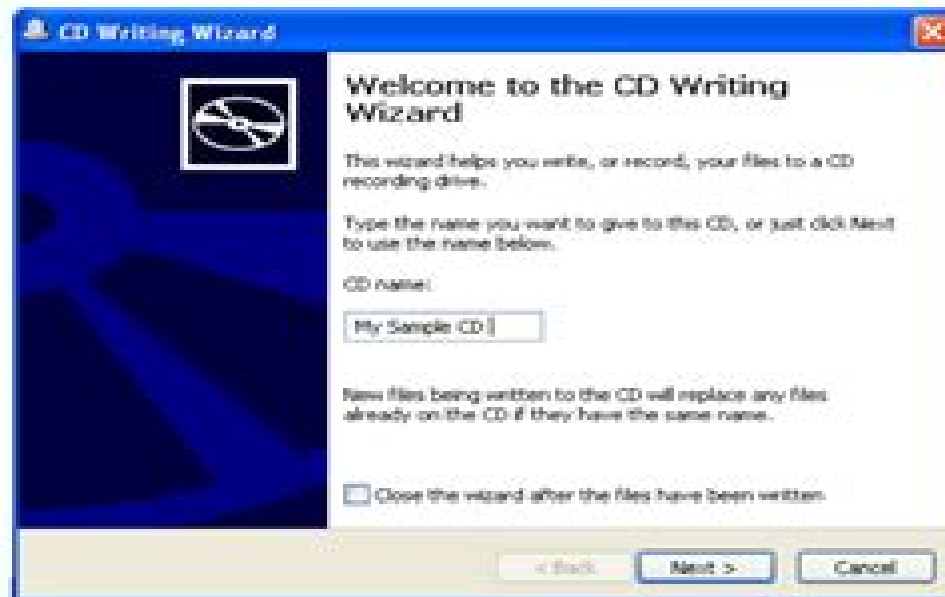 CD Writing Wizard
Welcome to the CD Writing
Wizard
This wizard helps you write, or record, your files to a CD
recording drive.
Type the name you want to give to this CD, or just click Next
to use the name below.
CD name:
My Sample CD
New files being written to the CD will replace any files
already on the CD if they have the same name.
Close the wizard after the files have been written
< Back
Next >
Cancel